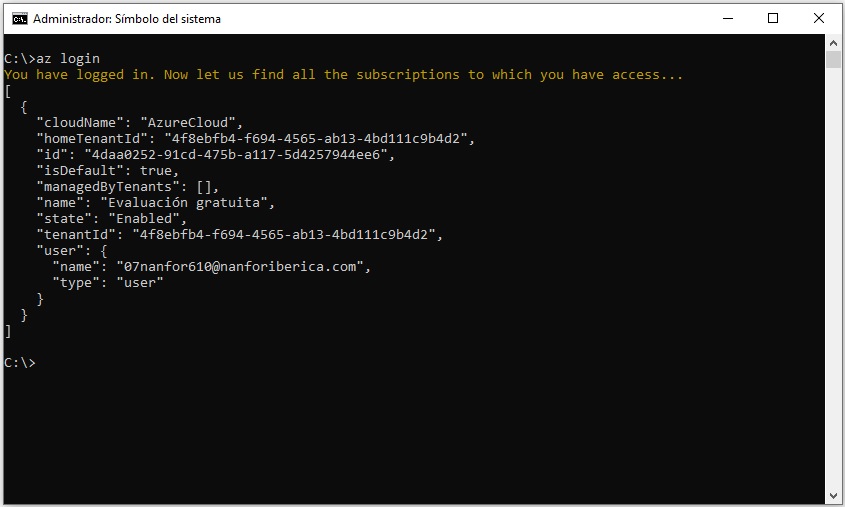 Administrador: Símbolo del sistema
C:\>az login
You have logged in. Now let us find all the subscriptions to which you have access...
[
  {
    "cloudName": "AzureCloud",
    "homeTenantId": "4f8ebfb4-f694-4565-ab13-4bd111c9b4d2",
    "id": "4daa0252-91cd-475b-a117-5d4257944ee6",
    "isDefault": true,
    "managedByTenants": [],
    "name": "Evaluación gratuita",
    "state": "Enabled",
    "tenantId": "4f8ebfb4-f694-4565-ab13-4bd111c9b4d2",
    "user": {
      "name": "07nanfor610@nanforiberica.com",
      "type": "user"
    }
  }
]
C:\>